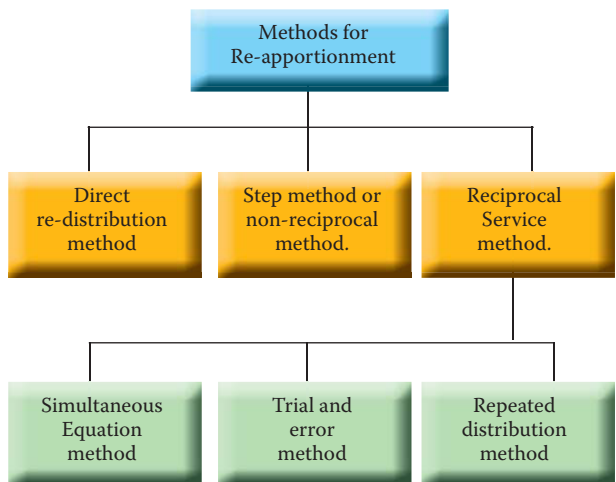 Methods for
Re-apportionment
Direct
re-distribution
method
Step method or
non-reciprocal
method.
Reciprocal
Service
method.
Simultaneous
Equation
method
Trial and
error
method
Repeated
distribution
method